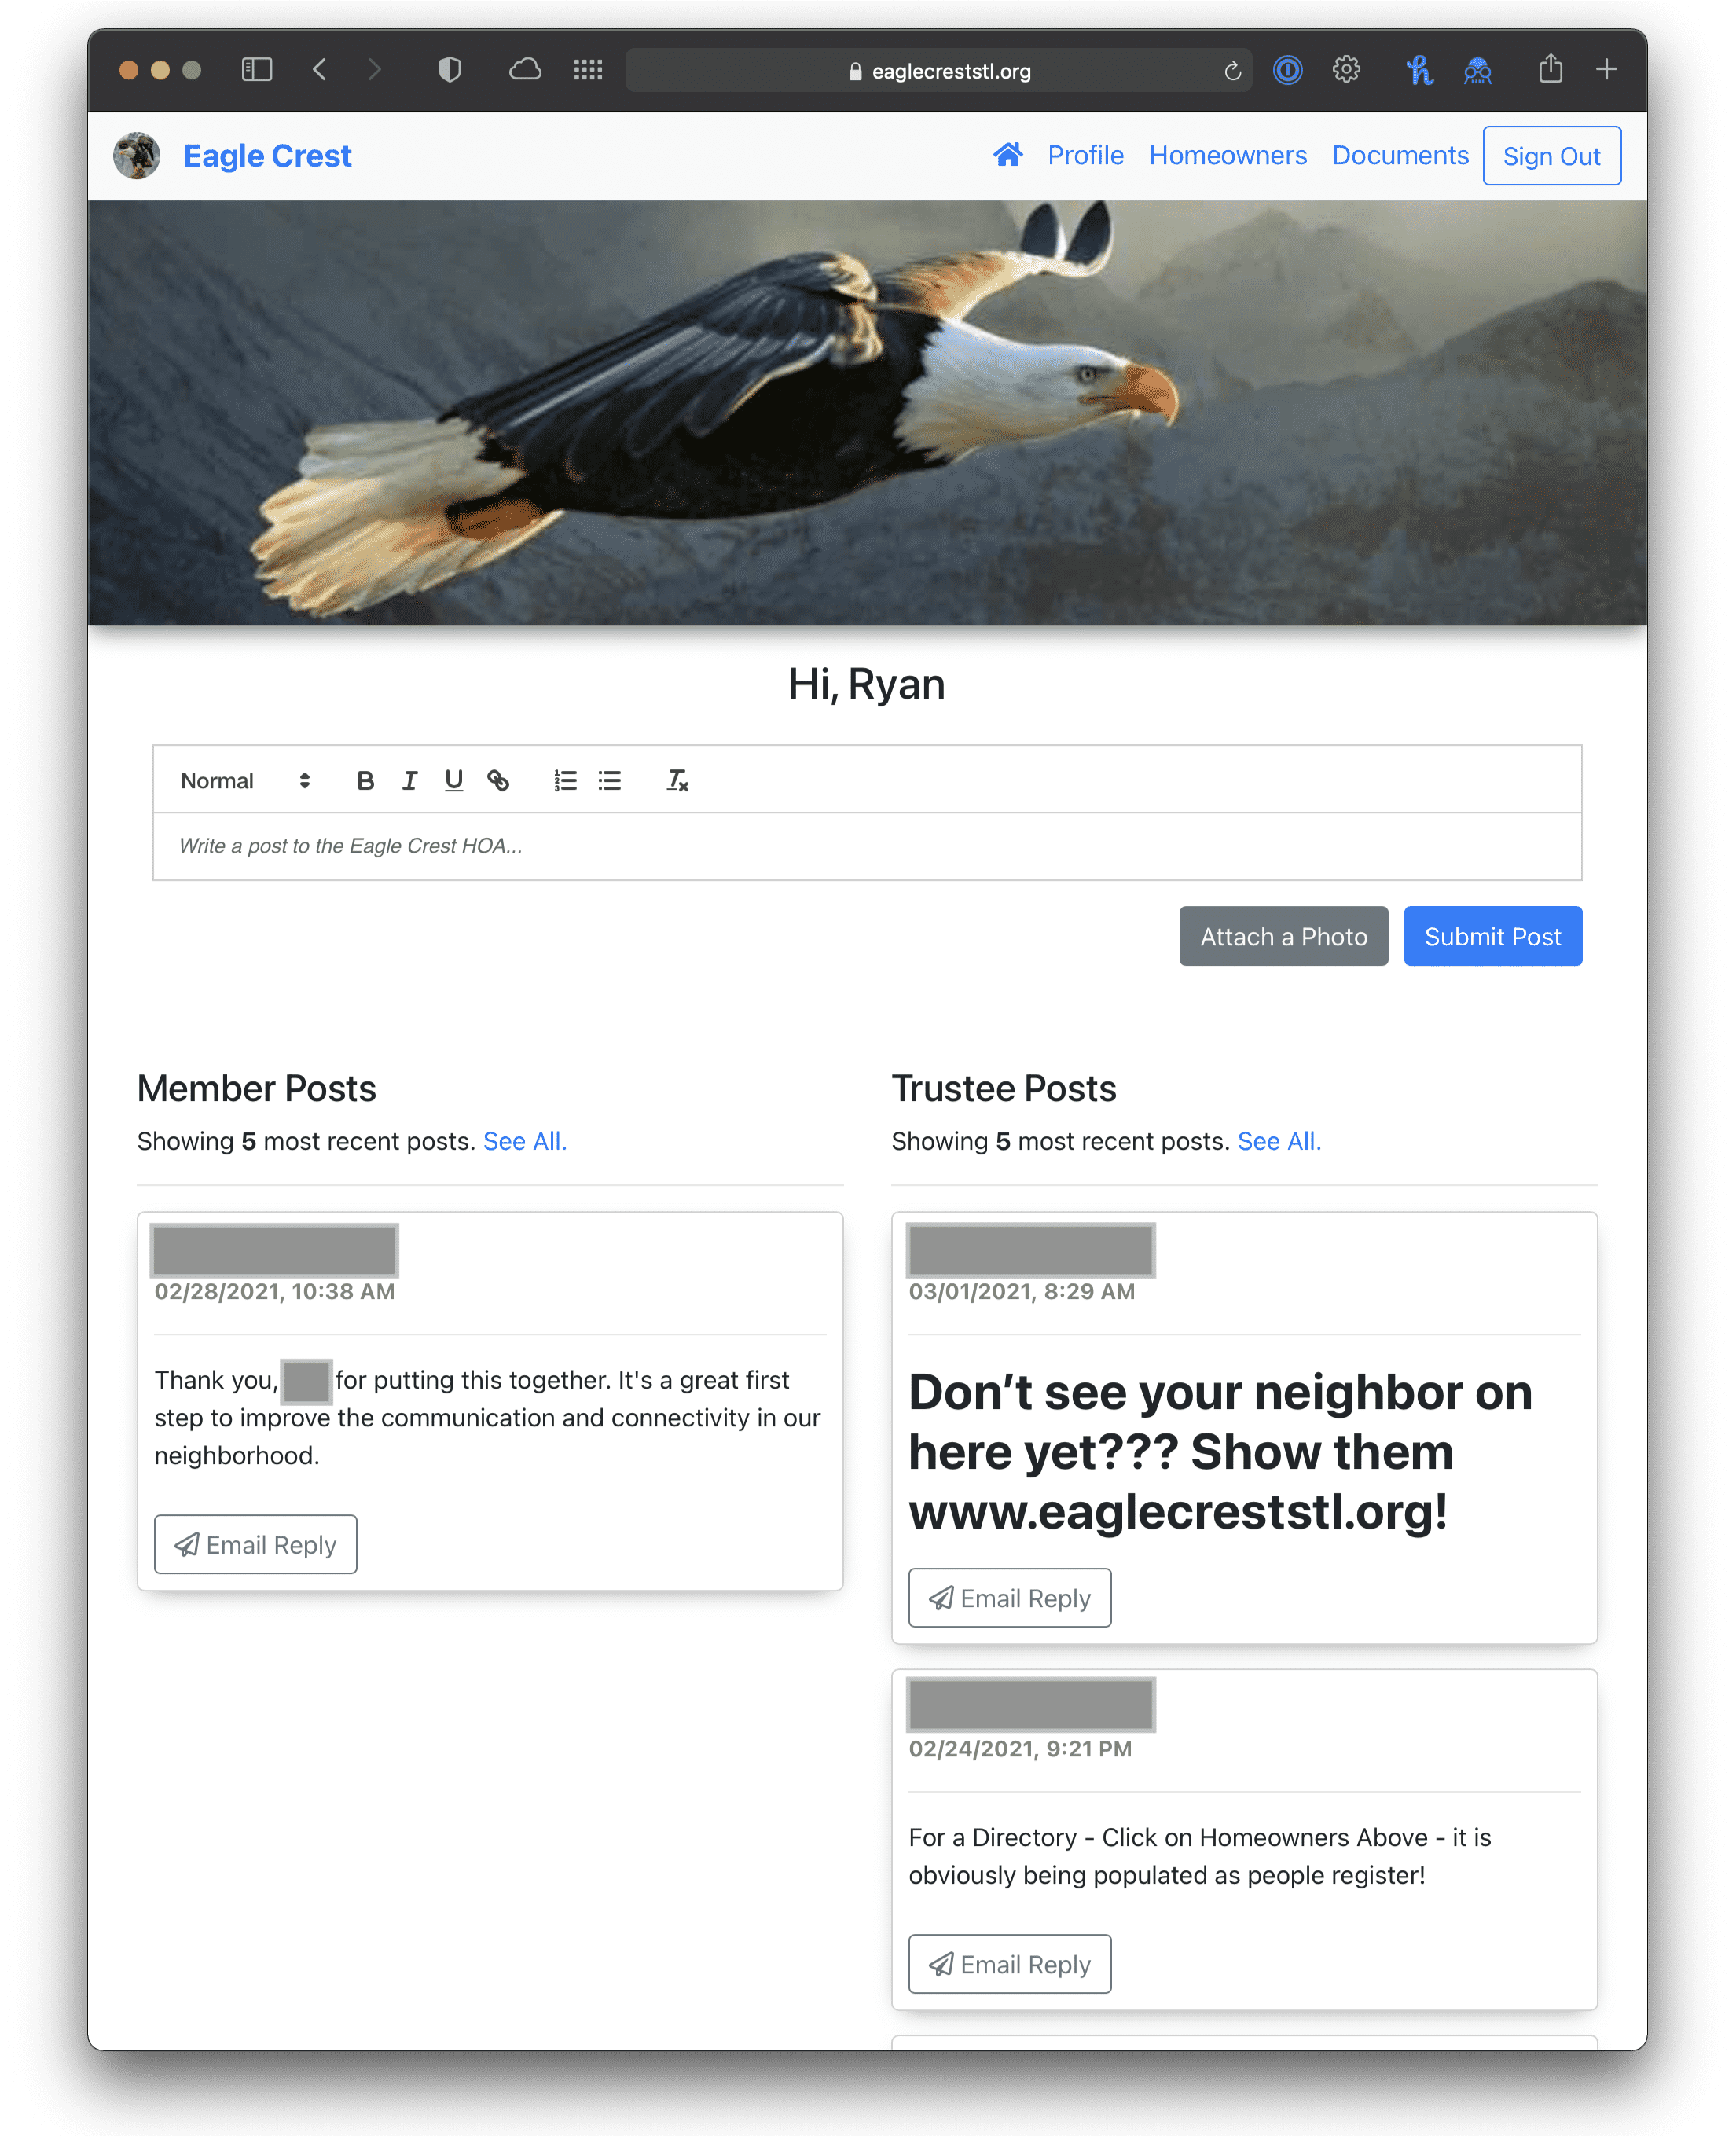 eaglecreststl.org
Eagle Crest
Profile
Homeowners
Documents
Sign Out
Hi, Ryan
Normal
Write a post to the Eagle Crest HOA...
Attach a Photo
Submit Post
Member Posts
Showing 5 most recent posts. See All.
02/28/2021, 10:38 AM
Thank you, for putting this together. It's a great first
step to improve the communication and connectivity in our
neighborhood.
Email Reply
Trustee Posts
Showing 5 most recent posts. See All.
03/01/2021, 8:29 AM
Don’t see your neighbor on
here yet??? Show them
www.eaglecreststl.org!
Email Reply
02/24/2021, 9:21 PM
For a Directory - Click on Homeowners Above - it is
obviously being populated as people register!
Email Reply